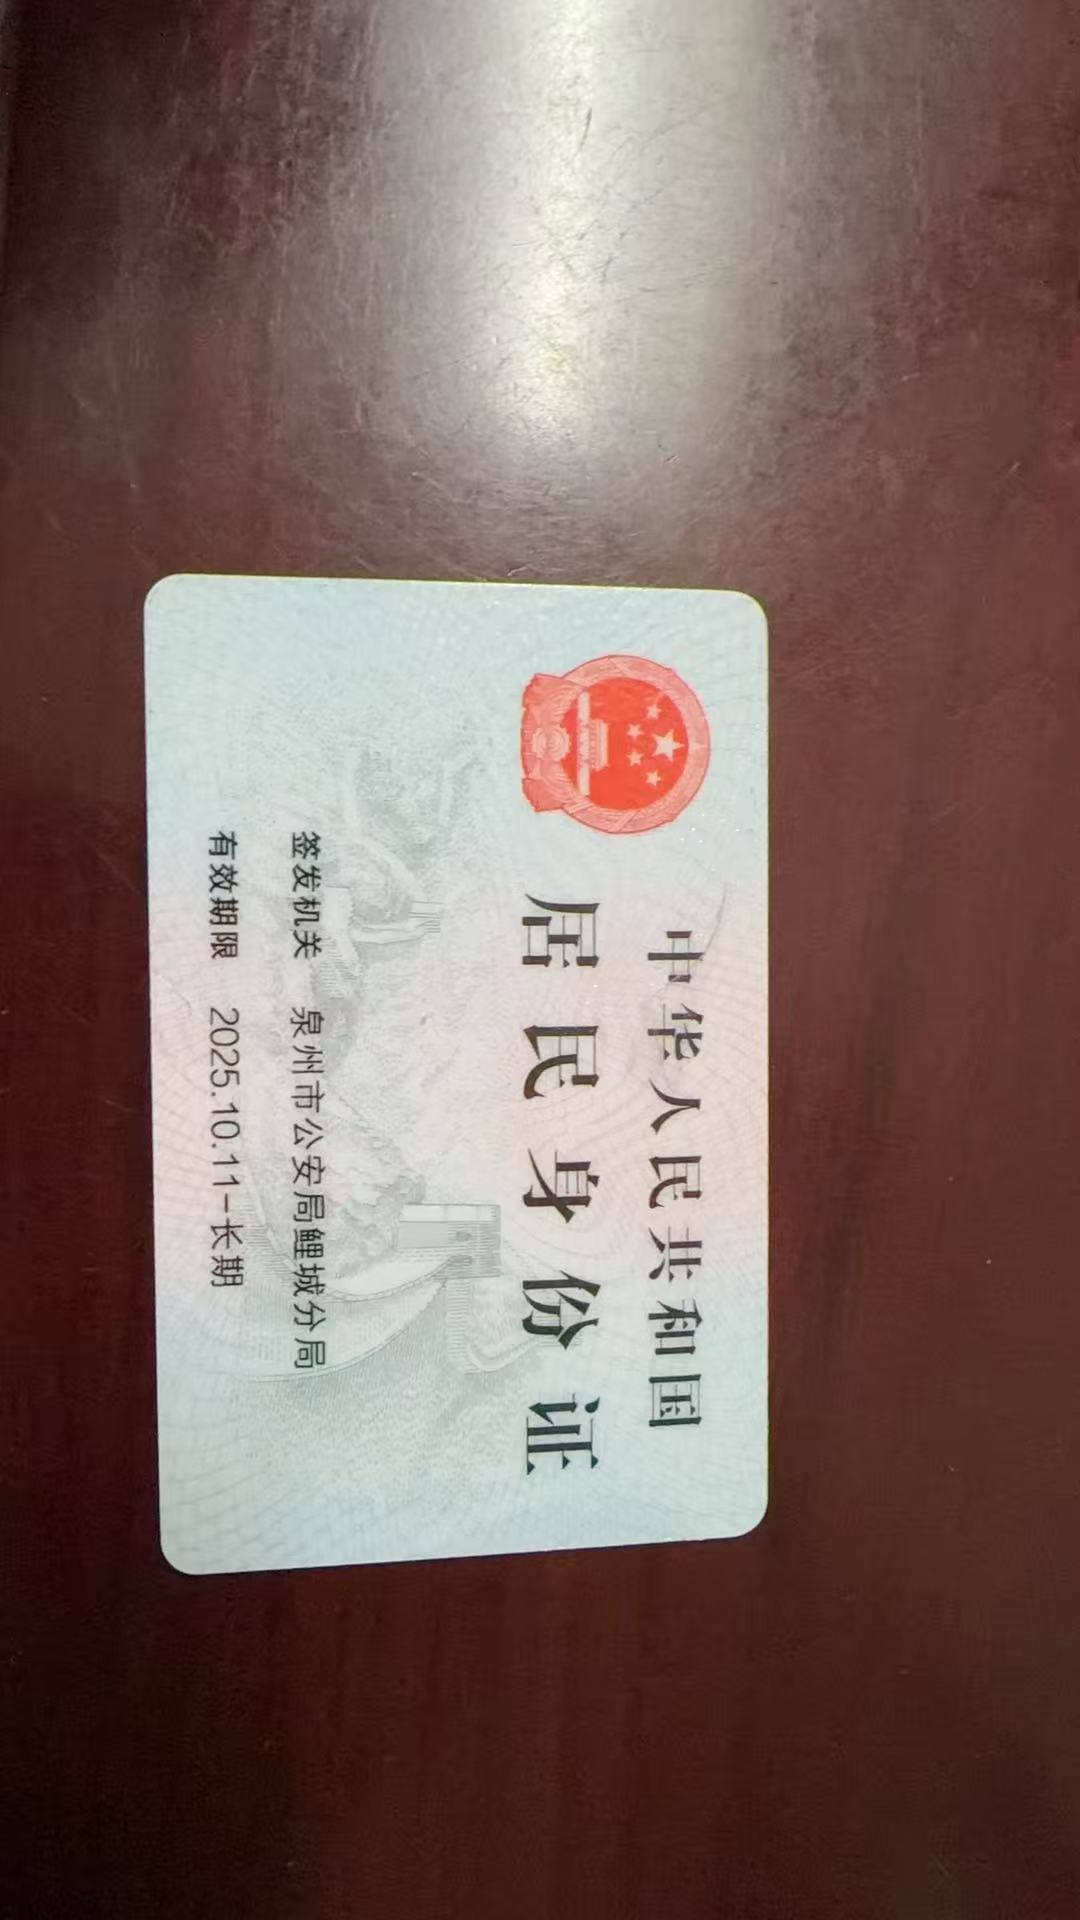 中华人民共和国
居民身份证
签发机关 泉州市公安局鲤城分局
有效期限 2025.10.11-长期